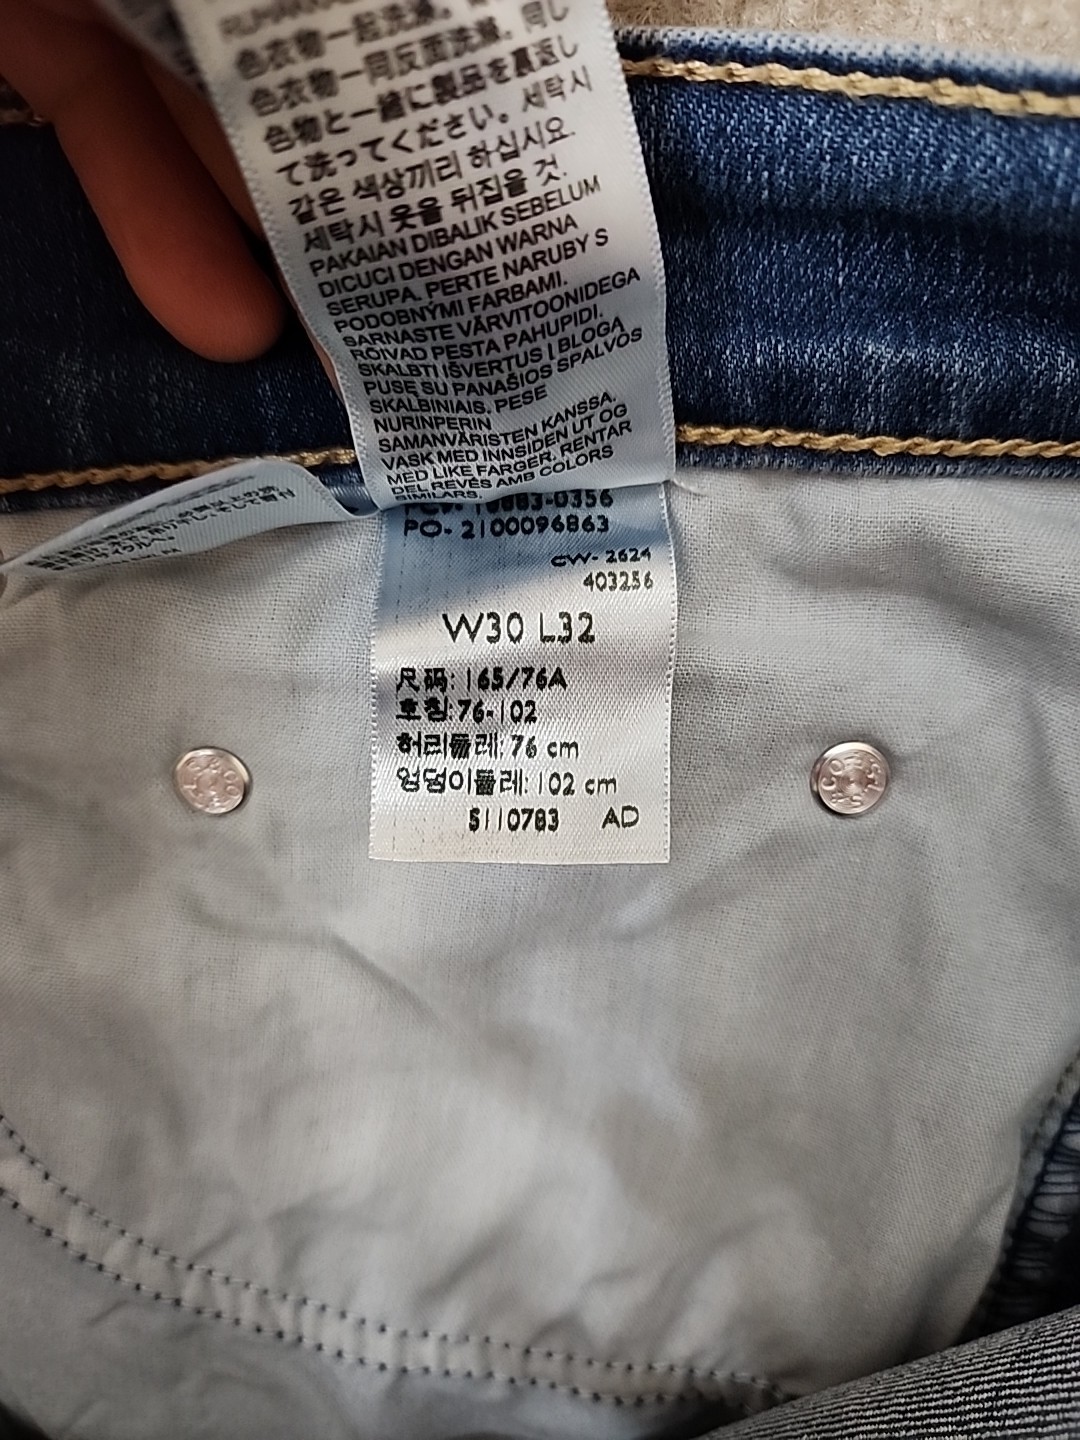 色衣物一起洗滌。同し
色衣物一同反面洗滌。同じ
色物と一緒に製品を裏返し
て洗ってください。세탁시
같은 색상끼리 하십시요.
세탁시 옷을 뒤집을 것.
PAKAIAN DIBALIK SEBELUM
DICUCI DENGAN WARNA
SERUPA. PERTE NARUBY S
PODOBNÝMI FARBAMI.
SARNASTE VÄRVITOONIDEGA
RÕIVAD PESTA PAHUPIDI.
SKALBTI IŠVERTUS Į BLOGĄ
PUSĘ SU PANAŠIOS SPALVOS
SKALBINIAIS. PESE
NURINPERIN
SAMANVÄRISTEN KANSSA.
VASK MED INNSIDEN UT OG
MED LIKE FARGER. RENTAR
DEL REVÉS AMB COLORS
SIMILARS.
10883-0356
PO- 2100096863
CW- 2624
403256
W30 L32
尺码: 165/76A
호칭: 76-102
허리둘레: 76 cm
엉덩이둘레: 102 cm
5110783 AD